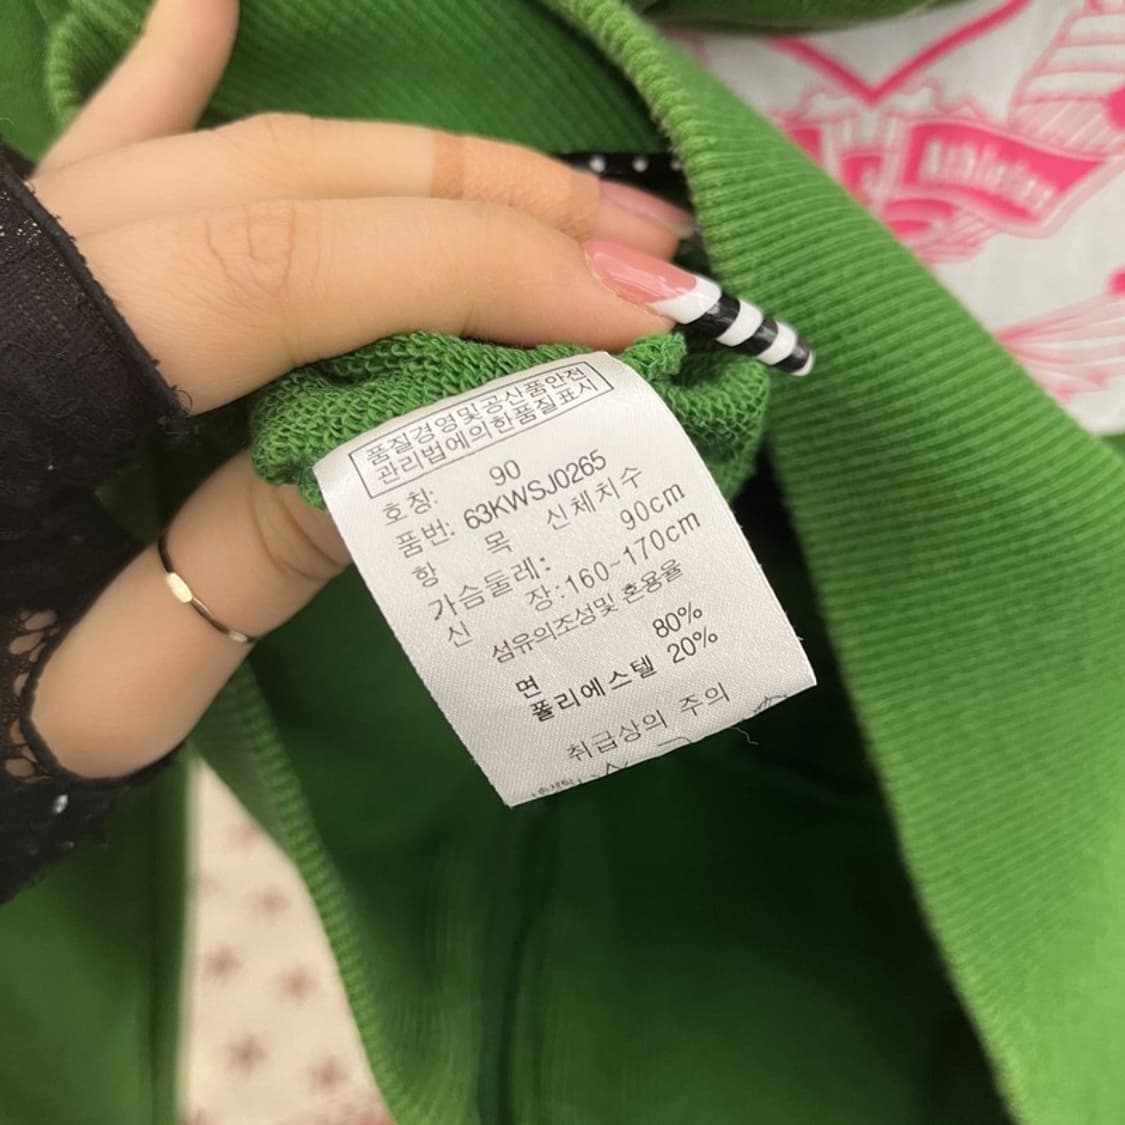 Athletes
품질경영및공산품안전
관리법에의한품질표시
호칭: 90
품번: 63KWSJ0265
항 목 신체치수
가슴둘레: 90cm
신 장:160~170cm
섬유의조성및 혼용율
면 80%
폴리에스텔 20%
취급상의 주의